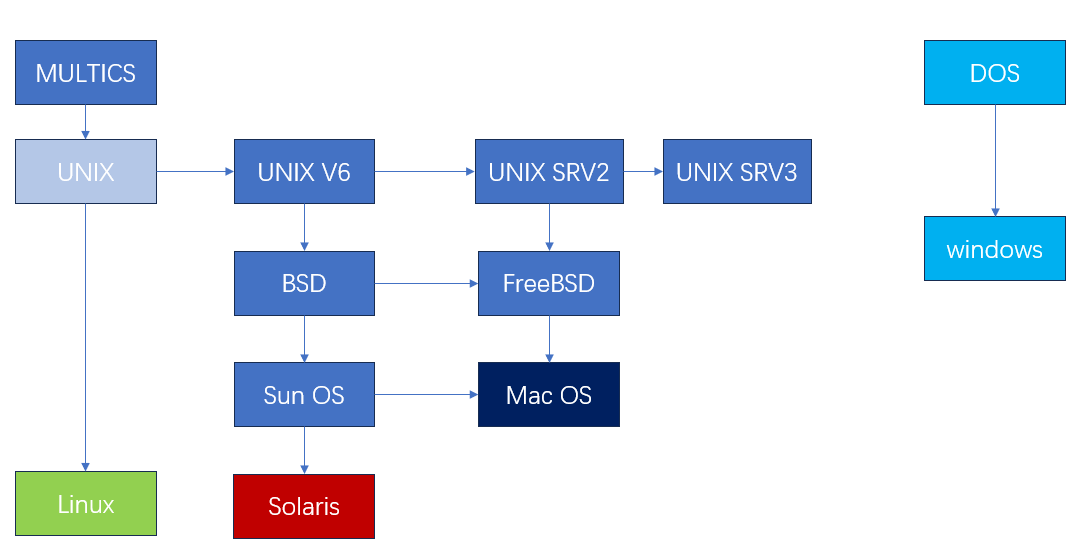 MULTICS
DOS
UNIX
UNIX V6
UNIX SRV2
UNIX SRV3
windows
BSD
FreeBSD
Sun OS
Mac OS
Linux
Solaris